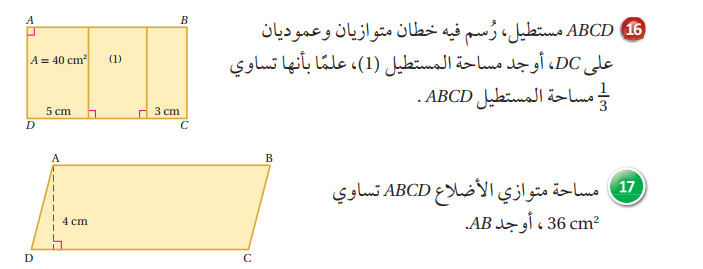 16 ABCD مستطيل، رُسم فيه خطان متوازيان وعموديان
على DC، أوجد مساحة المستطيل (1)، علمًا بأنها تساوي
1/3 مساحة المستطيل ABCD .
A B
A = 40 cm² (1)
5 cm 3 cm
D C
17 مساحة متوازي الأضلاع ABCD تساوي
36 cm² ، أوجد AB.
A B
4 cm
D C